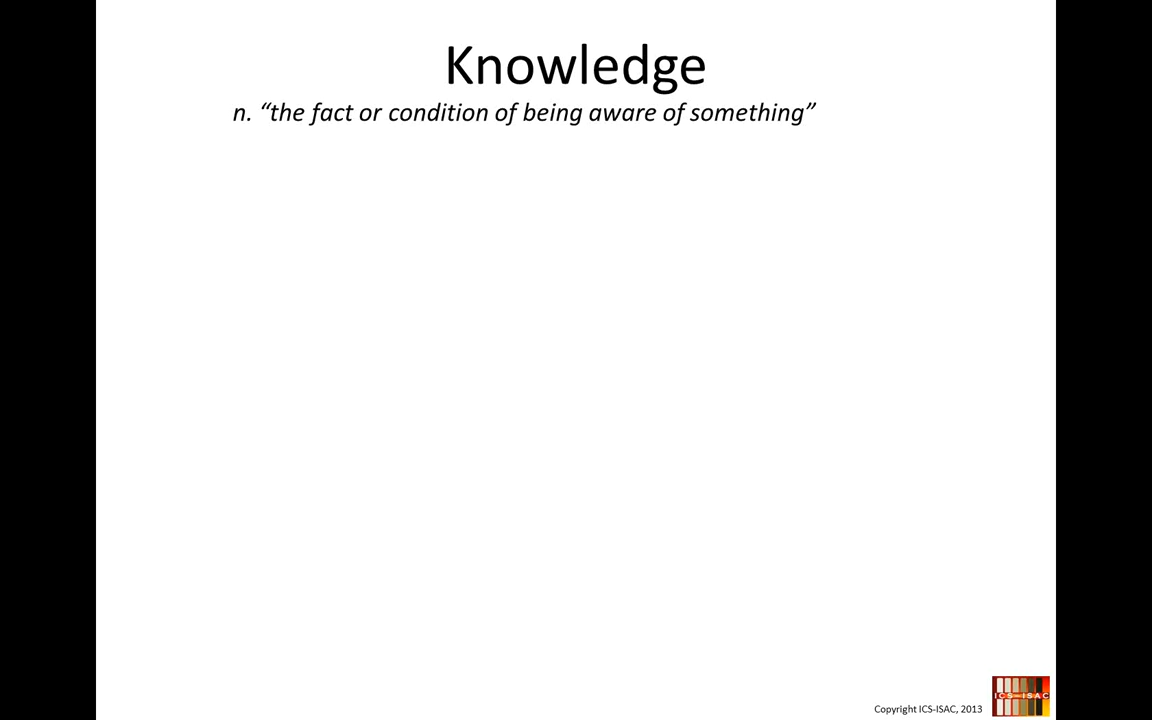 Knowledge
n. “the fact or condition of being aware of something”
Copyright ICS-ISAC, 2013
ICS-ISAC